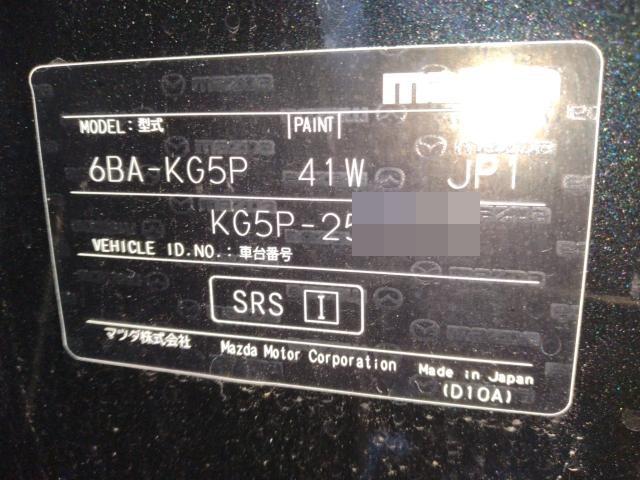 mazda
MODEL:型式 PAINT
6BA-KG5P 41W JP1
KG5P-25
VEHICLE ID.NO.:車台番号
SRS I
マツダ株式会社 Mazda Motor Corporation Made in Japan
(D10A)